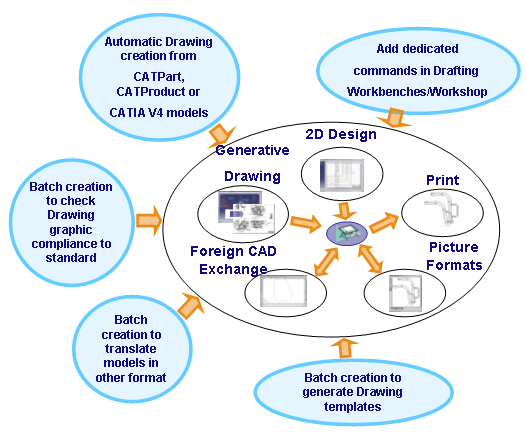 Automatic Drawing
creation from
CATPart,
CATProduct or
CATIA V4 models
Add dedicated
commands in Drafting
Workbenches/Workshop
2D Design
Generative
Drawing
Print
Batch creation
to check
Drawing
graphic
compliance to
standard
Foreign CAD
Exchange
Picture
Formats
Batch
creation to
translate
models in
other format
Batch creation to
generate Drawing
templates